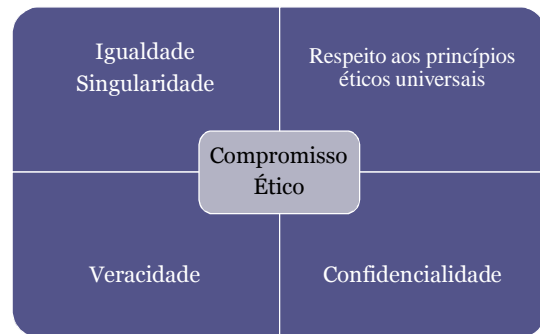 Igualdade
Singularidade
Respeito aos princípios
éticos universais
Compromisso
Ético
Veracidade
Confidencialidade